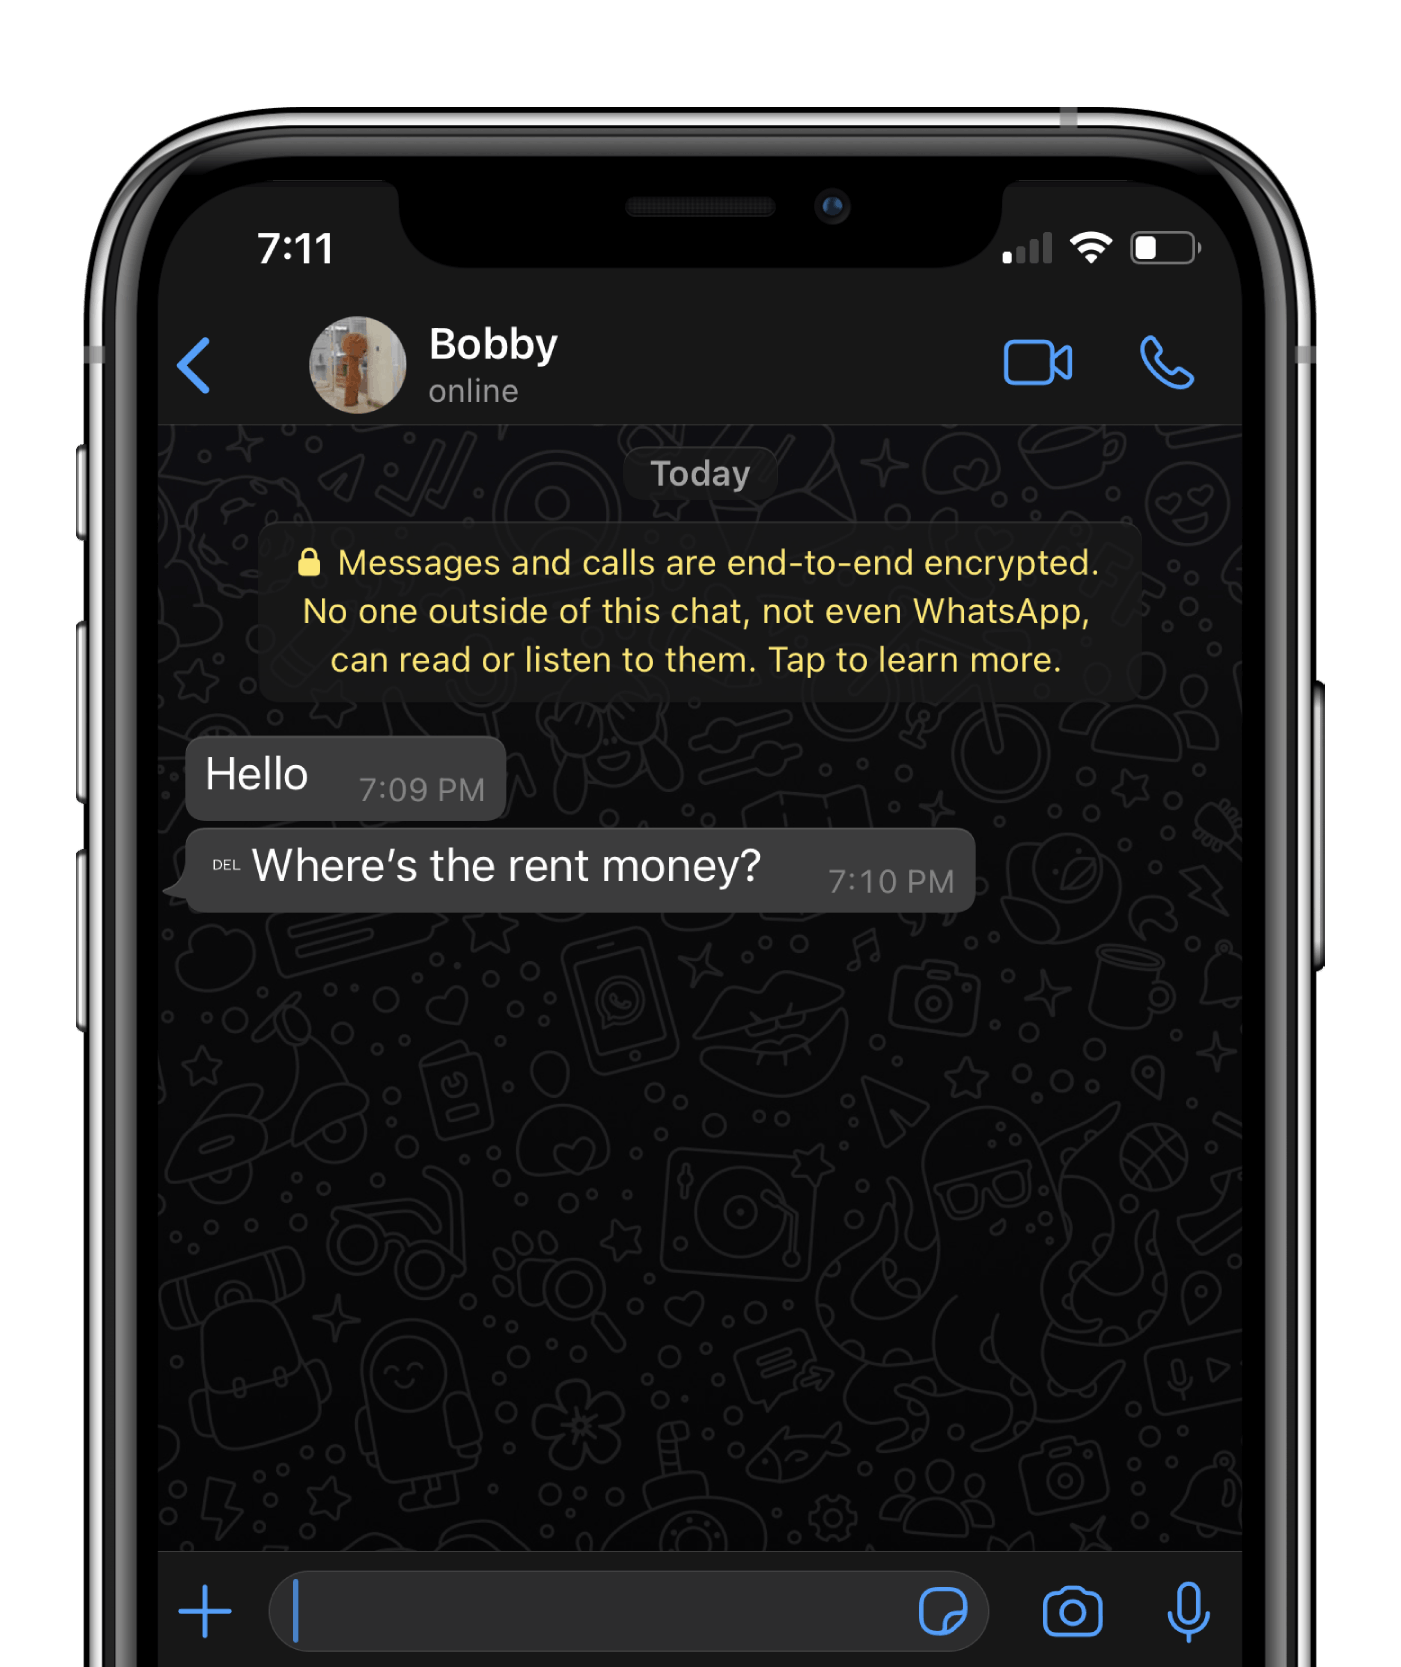 7:11
Bobby
online
Today
Messages and calls are end-to-end encrypted.
No one outside of this chat, not even WhatsApp,
can read or listen to them. Tap to learn more.
Hello 7:09 PM
DEL Where's the rent money? 7:10 PM